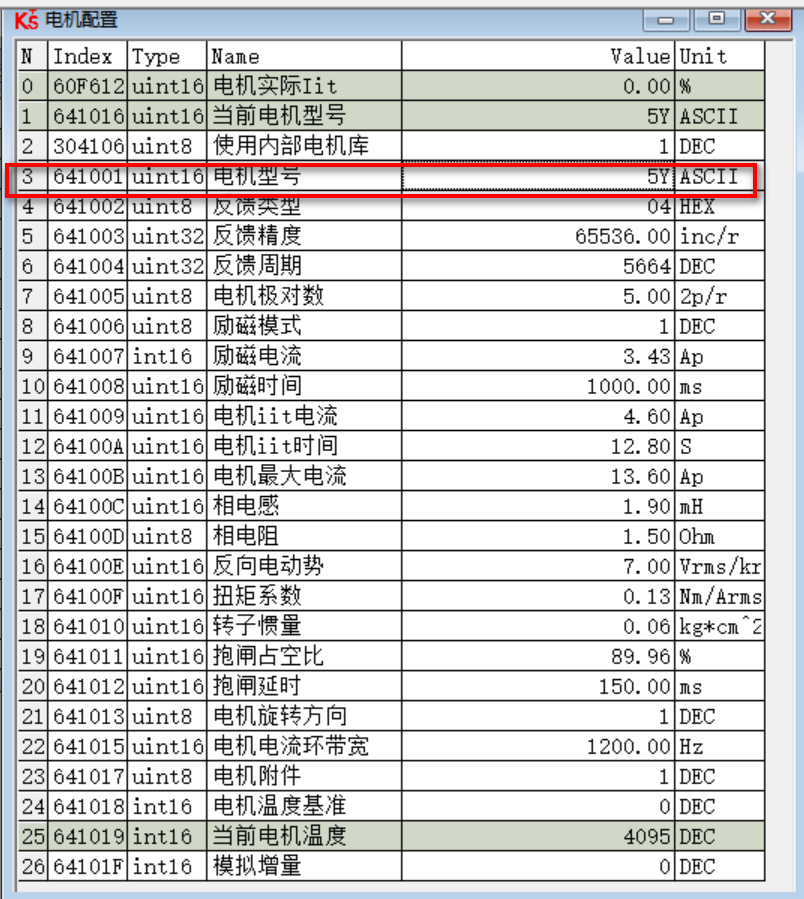 KTS 电机配置
N Index Type Name Value Unit
0 60F612 uint16 电机实际Iit 0.00 %
1 641016 uint16 当前电机型号 5Y ASCII
2 304106 uint8 使用内部电机库 1 DEC
3 641001 uint16 电机型号 5Y ASCII
4 641002 uint8 反馈类型 04 HEX
5 641003 uint32 反馈精度 65536.00 inc/r
6 641004 uint32 反馈周期 5664 DEC
7 641005 uint8 电机极对数 5.00 2p/r
8 641006 uint8 励磁模式 1 DEC
9 641007 int16 励磁电流 3.43 Ap
10 641008 uint16 励磁时间 1000.00 ms
11 641009 uint16 电机iit电流 4.60 Ap
12 64100A uint16 电机iit时间 12.80 S
13 64100B uint16 电机最大电流 13.60 Ap
14 64100C uint16 相电感 1.90 mH
15 64100D uint8 相电阻 1.50 Ohm
16 64100E uint16 反向电动势 7.00 Vrms/kr
17 64100F uint16 扭矩系数 0.13 Nm/Arms
18 641010 uint16 转子惯量 0.06 kg*cm^2
19 641011 uint16 抱闸占空比 89.96 %
20 641012 uint16 抱闸延时 150.00 ms
21 641013 uint8 电机旋转方向 1 DEC
22 641015 uint16 电机电流环带宽 1200.00 Hz
23 641017 uint8 电机附件 1 DEC
24 641018 int16 电机温度基准 0 DEC
25 641019 int16 当前电机温度 4095 DEC
26 64101F int16 模拟增量 0 DEC